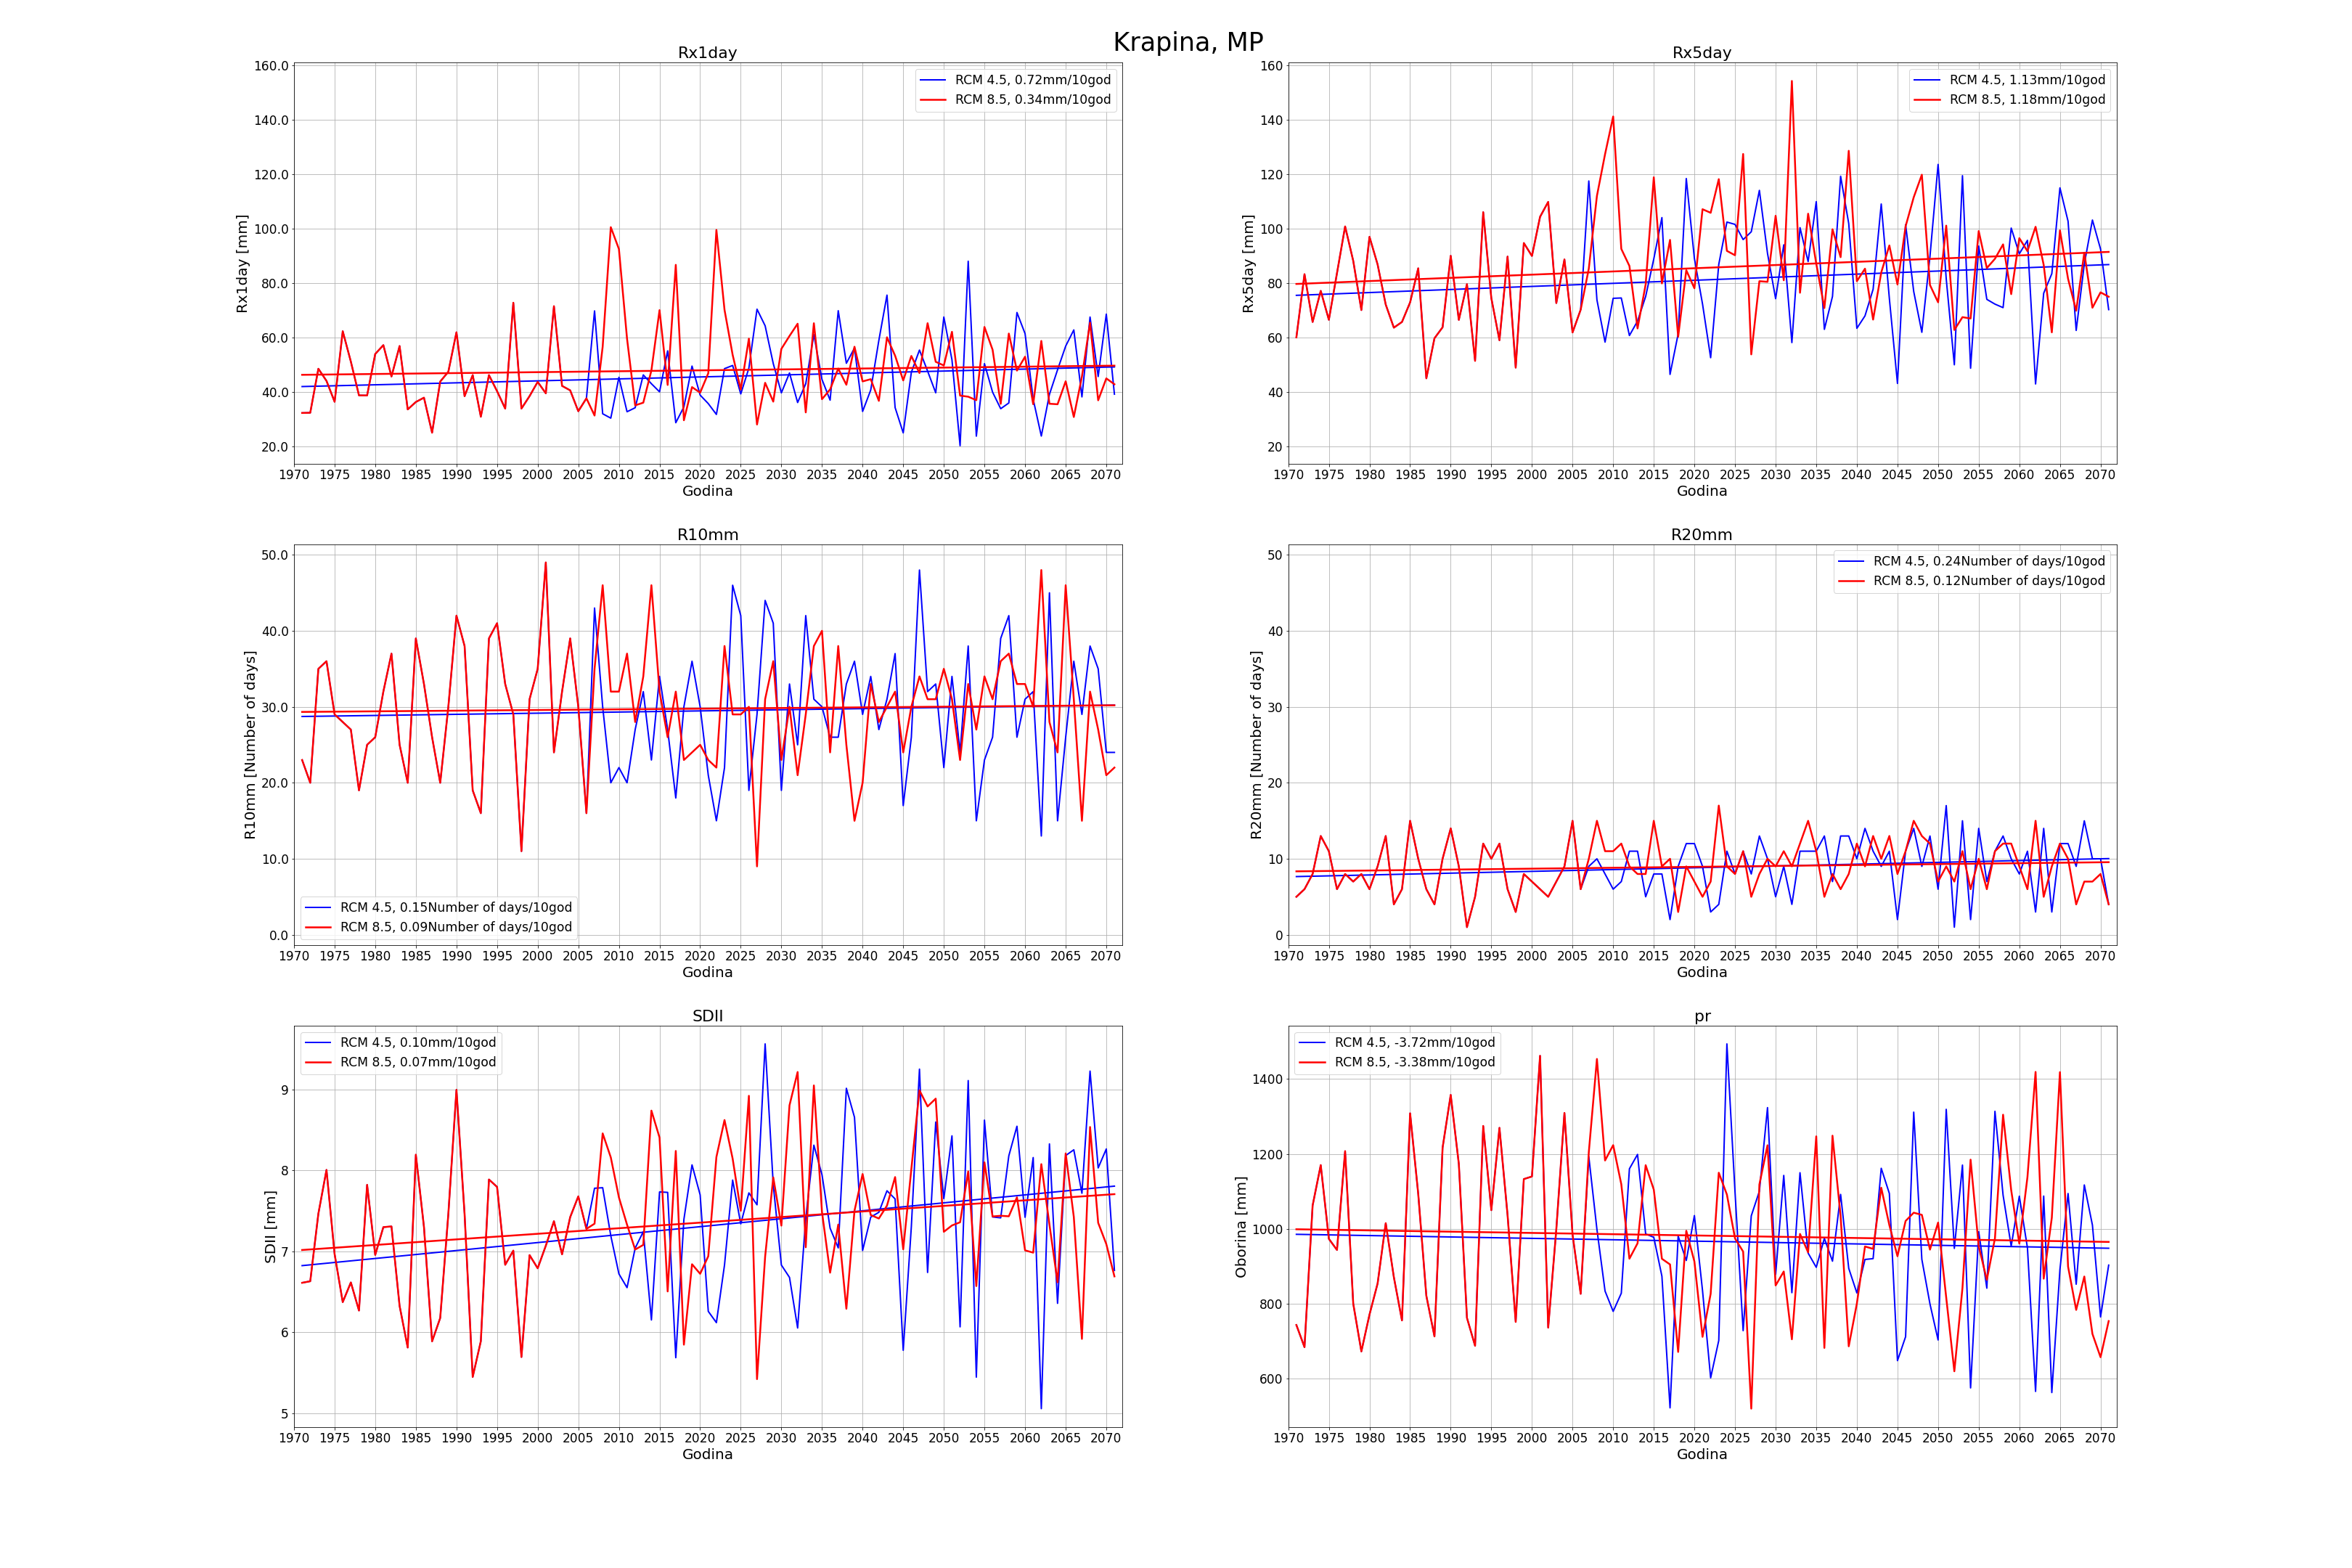 Krapina, MP
Rx1day
160.0
140.0
120.0
100.0
80.0
60.0
40.0
20.0
Rx1day [mm]
RCM 4.5, 0.72mm/10god
RCM 8.5, 0.34mm/10god
1970 1975 1980 1985 1990 1995 2000 2005 2010 2015 2020 2025 2030 2035 2040 2045 2050 2055 2060 2065 2070
Godina
Rx5day
160
140
120
100
80
60
40
20
Rx5day [mm]
RCM 4.5, 1.13mm/10god
RCM 8.5, 1.18mm/10god
1970 1975 1980 1985 1990 1995 2000 2005 2010 2015 2020 2025 2030 2035 2040 2045 2050 2055 2060 2065 2070
Godina
R10mm
50.0
40.0
30.0
20.0
10.0
0.0
R10mm [Number of days]
RCM 4.5, 0.15Number of days/10god
RCM 8.5, 0.09Number of days/10god
1970 1975 1980 1985 1990 1995 2000 2005 2010 2015 2020 2025 2030 2035 2040 2045 2050 2055 2060 2065 2070
Godina
R20mm
50
40
30
20
10
0
R20mm [Number of days]
RCM 4.5, 0.24Number of days/10god
RCM 8.5, 0.12Number of days/10god
1970 1975 1980 1985 1990 1995 2000 2005 2010 2015 2020 2025 2030 2035 2040 2045 2050 2055 2060 2065 2070
Godina
SDII
9
8
7
6
5
SDII [mm]
RCM 4.5, 0.10mm/10god
RCM 8.5, 0.07mm/10god
1970 1975 1980 1985 1990 1995 2000 2005 2010 2015 2020 2025 2030 2035 2040 2045 2050 2055 2060 2065 2070
Godina
pr
1400
1200
1000
800
600
Oborina [mm]
RCM 4.5, -3.72mm/10god
RCM 8.5, -3.38mm/10god
1970 1975 1980 1985 1990 1995 2000 2005 2010 2015 2020 2025 2030 2035 2040 2045 2050 2055 2060 2065 2070
Godina